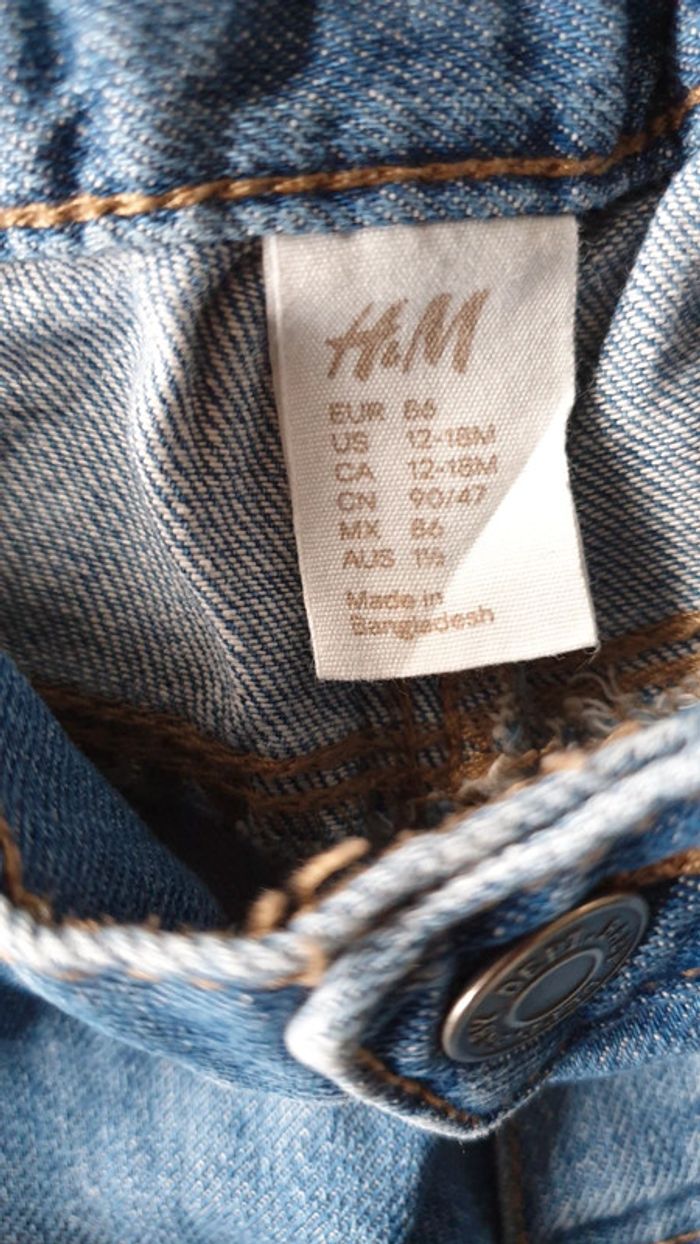 H&M
EUR 86
US 12-18M
CA 12-18M
CN 90/47
MX 86
AUS 1½
Made in
Bangladesh